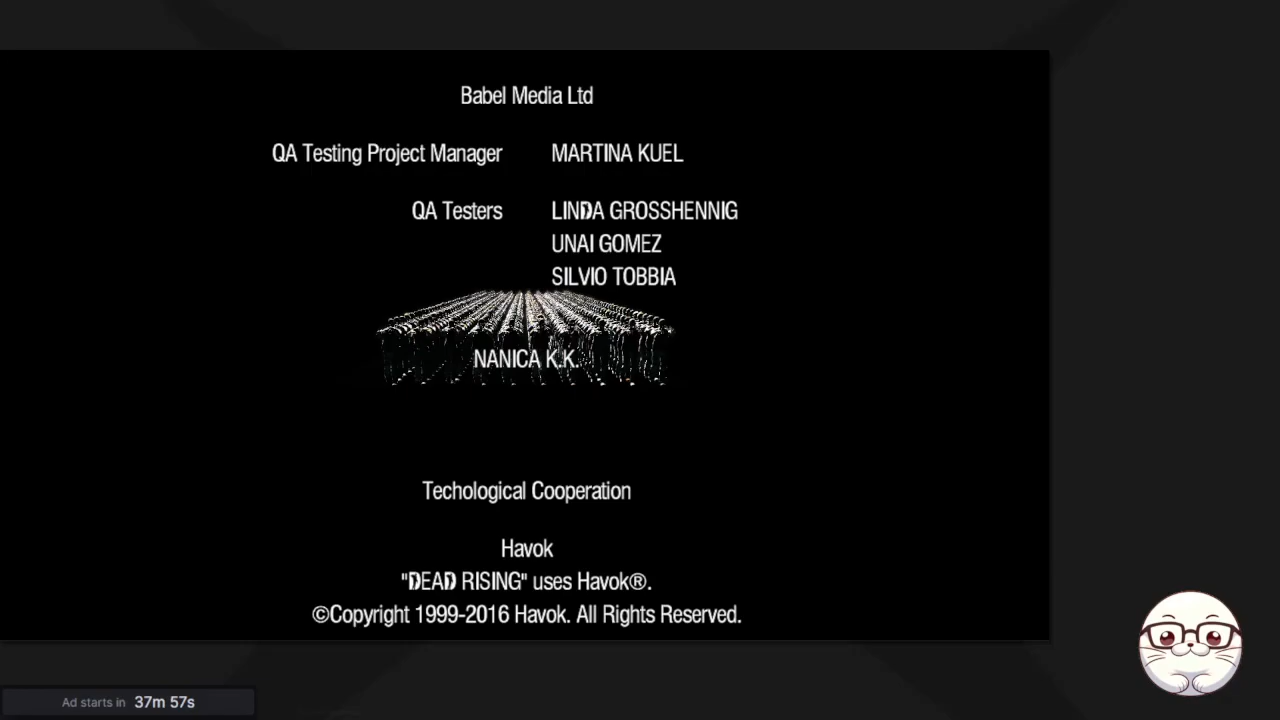 Babel Media Ltd
QA Testing Project Manager MARTINA KUEL
QA Testers LINDA GROSSHENNIG
UNAI GOMEZ
SILVIO TOBBIA
NANICA K.K.
Techological Cooperation
Havok
"DEAD RISING" uses Havok®.
©Copyright 1999-2016 Havok. All Rights Reserved.
Ad starts in 37m 57s